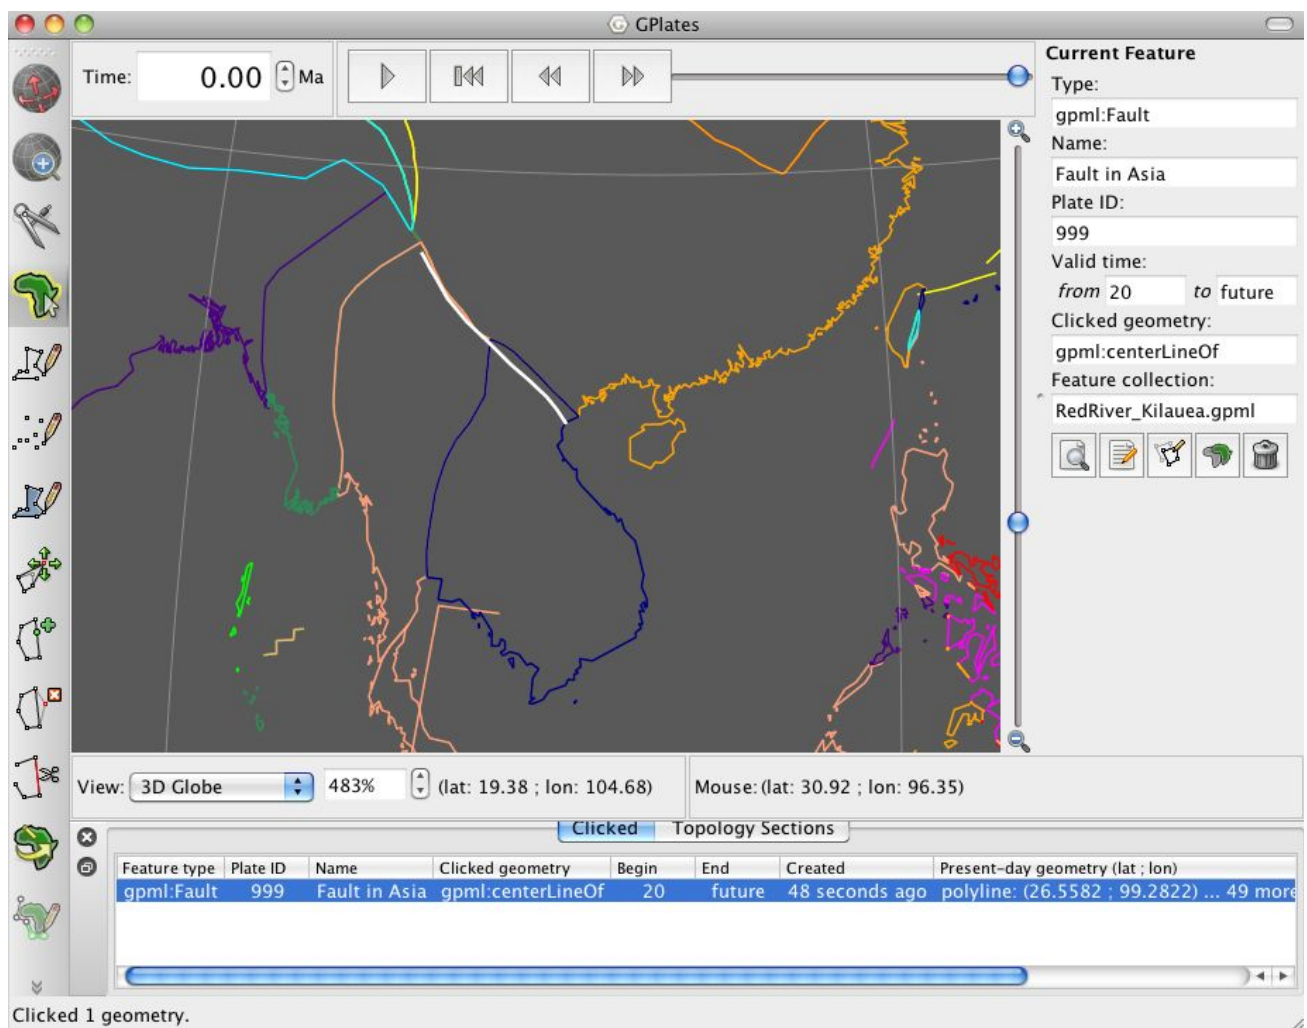 GPlates
Time: 0.00 Ma
Current Feature
Type:
gpml:Fault
Name:
Fault in Asia
Plate ID:
999
Valid time:
from 20 to future
Clicked geometry:
gpml:centerLineOf
Feature collection:
RedRiver_Kilauea.gpml
View: 3D Globe 483% (lat: 19.38 ; lon: 104.68) Mouse: (lat: 30.92 ; lon: 96.35)
Clicked Topology Sections
Feature type Plate ID Name Clicked geometry Begin End Created Present-day geometry (lat ; lon)
gpml:Fault 999 Fault in Asia gpml:centerLineOf 20 future 48 seconds ago polyline: (26.5582 ; 99.2822) ... 49 more
Clicked 1 geometry.